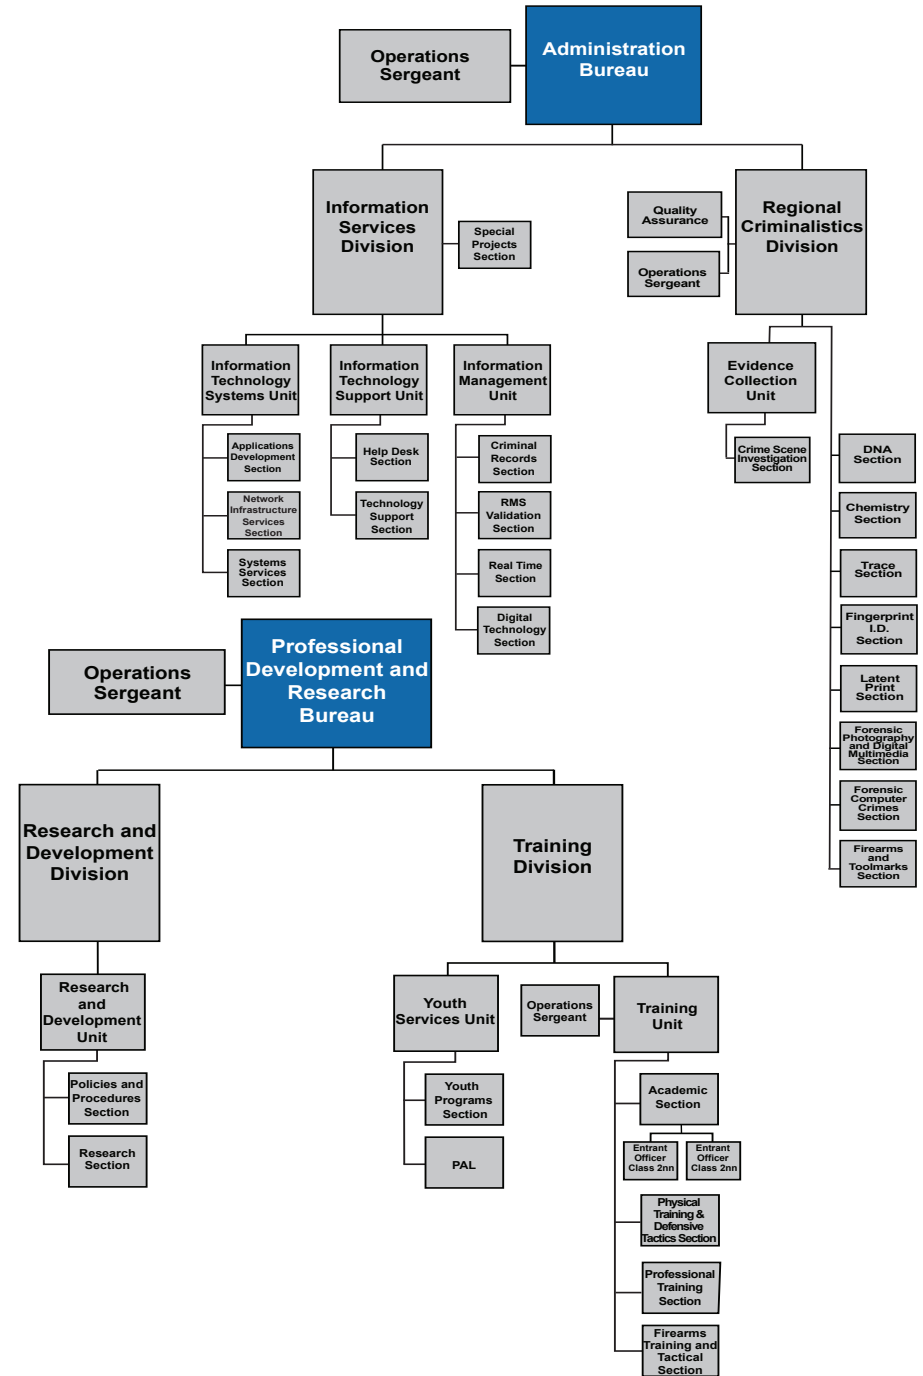 Operations
Sergeant
Administration
Bureau
Information
Services
Division
Special
Projects
Section
Quality
Assurance
Operations
Sergeant
Regional
Criminalistics
Division
Information
Technology
Systems Unit
Information
Technology
Support Unit
Information
Management
Unit
Evidence
Collection
Unit
Applications
Development
Section
Network
Infrastructure
Services
Section
Systems
Services
Section
Help Desk
Section
Technology
Support
Section
Criminal
Records
Section
RMS
Validation
Section
Real Time
Section
Digital
Technology
Section
Crime Scene
Investigation
Section
DNA
Section
Chemistry
Section
Trace
Section
Fingerprint
I.D.
Section
Latent
Print
Section
Forensic
Photography
and Digital
Multimedia
Section
Forensic
Computer
Crimes
Section
Firearms
and
Toolmarks
Section
Operations
Sergeant
Professional
Development and
Research
Bureau
Research and
Development
Division
Training
Division
Research
and
Development
Unit
Policies and
Procedures
Section
Research
Section
Youth
Services Unit
Youth
Programs
Section
PAL
Operations
Sergeant
Training
Unit
Academic
Section
Entrant
Officer
Class 2nn
Entrant
Officer
Class 2nn
Physical
Training &
Defensive
Tactics Section
Professional
Training
Section
Firearms
Training and
Tactical
Section